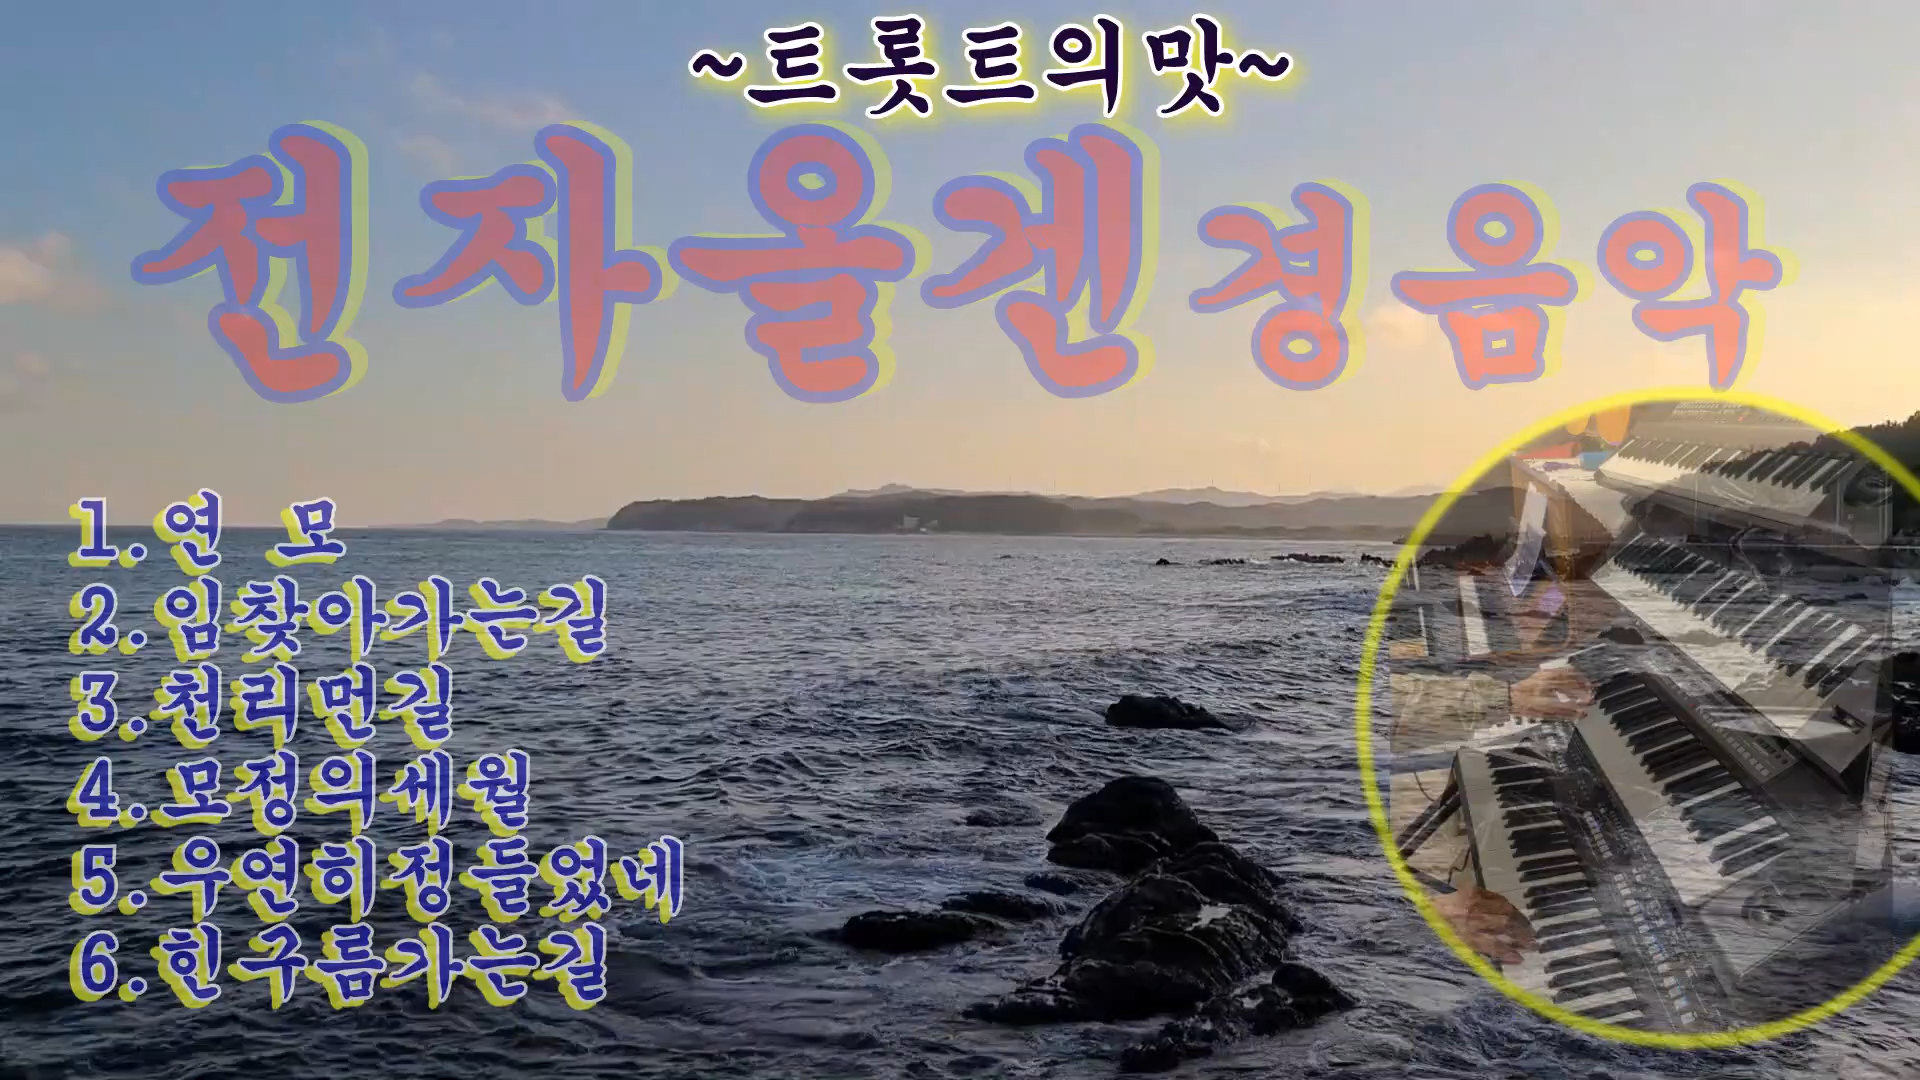 ~트롯트의맛~
전자올겐경음악
1.연 모
2.임찾아가는길
3.천리먼길
4.모정의세월
5.우연히정들었네
6.힌구름가는길